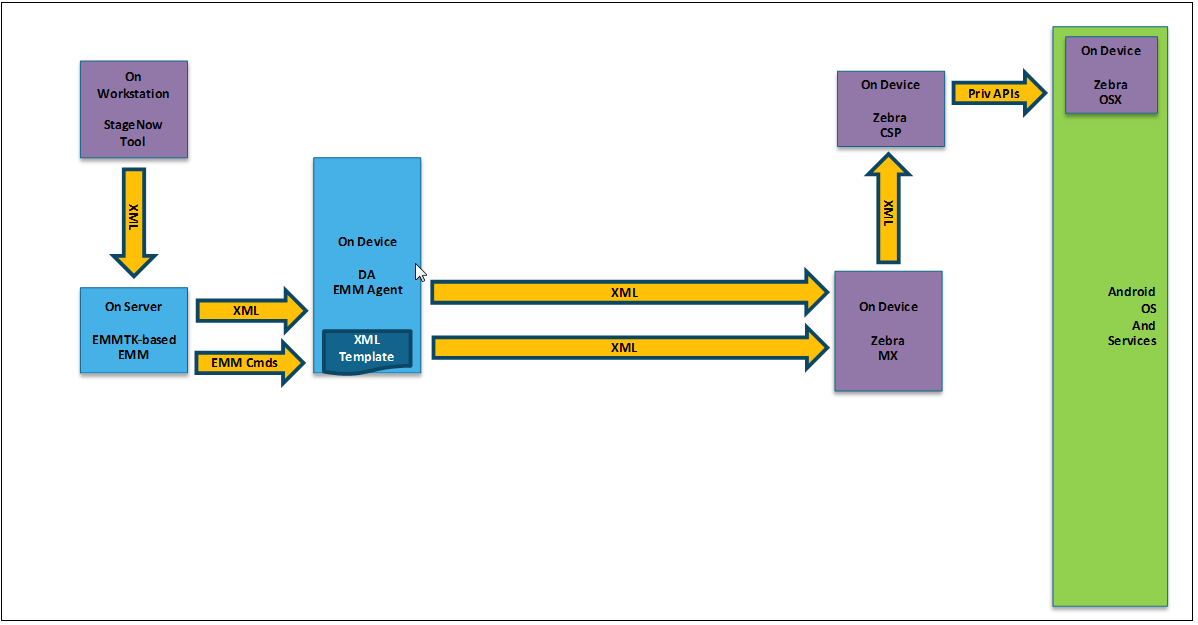 On
Workstation
StageNow
Tool
XML
On Server
EMMTK-based
EMM
XML
EMM Cmds
On Device
DA
EMM Agent
XML
Template
XML
XML
On Device
Zebra
MX
XML
On Device
Zebra
CSP
Priv APIs
On Device
Zebra
OSX
Android
OS
And
Services